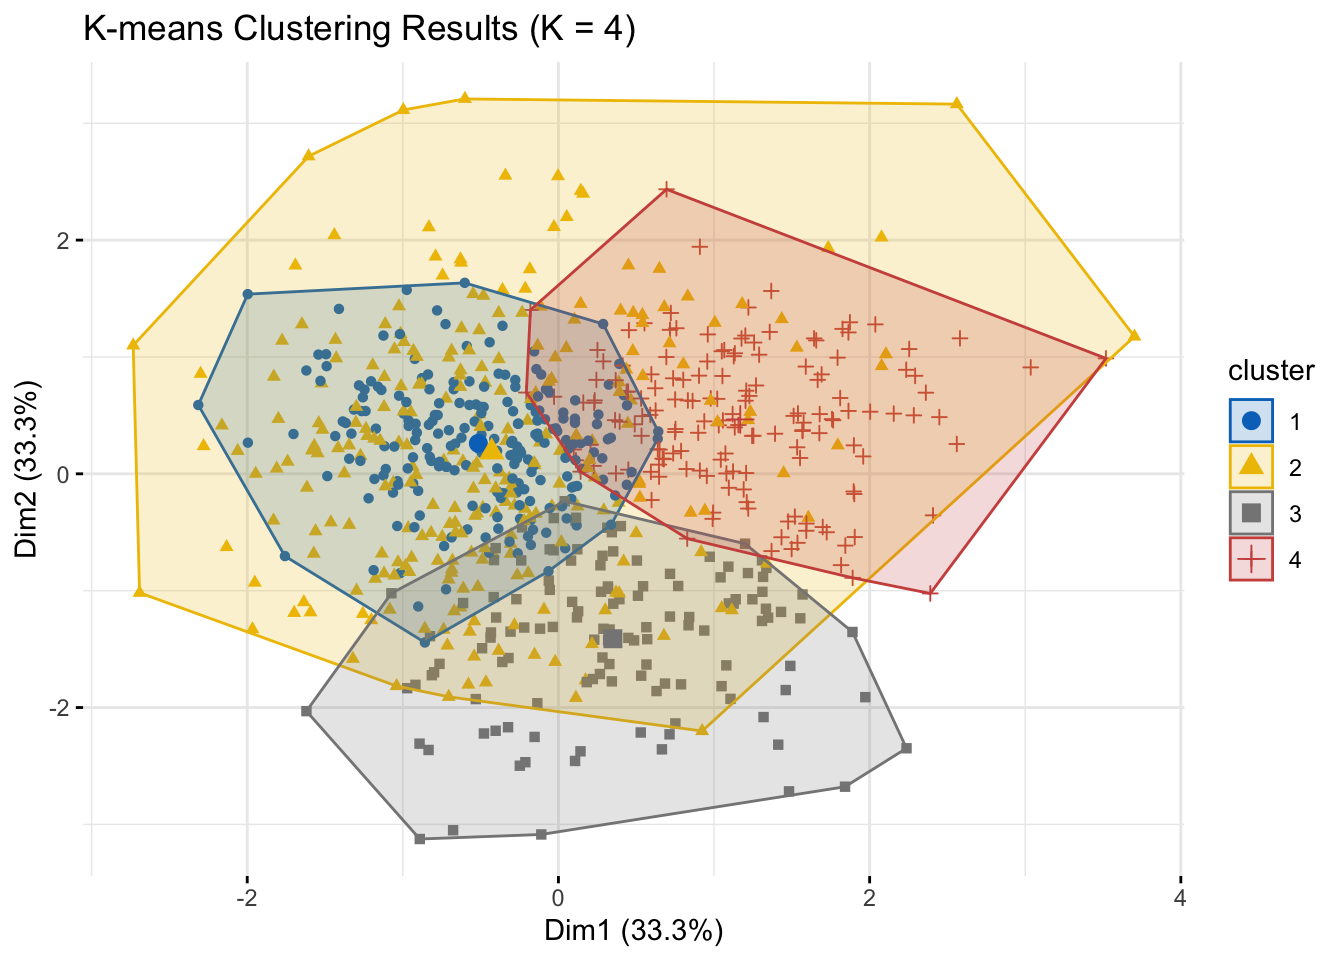 K-means Clustering Results (K = 4)
Dim2 (33.3%)
2
0
-2
-2
0
2
4
Dim1 (33.3%)
cluster
1
2
3
4